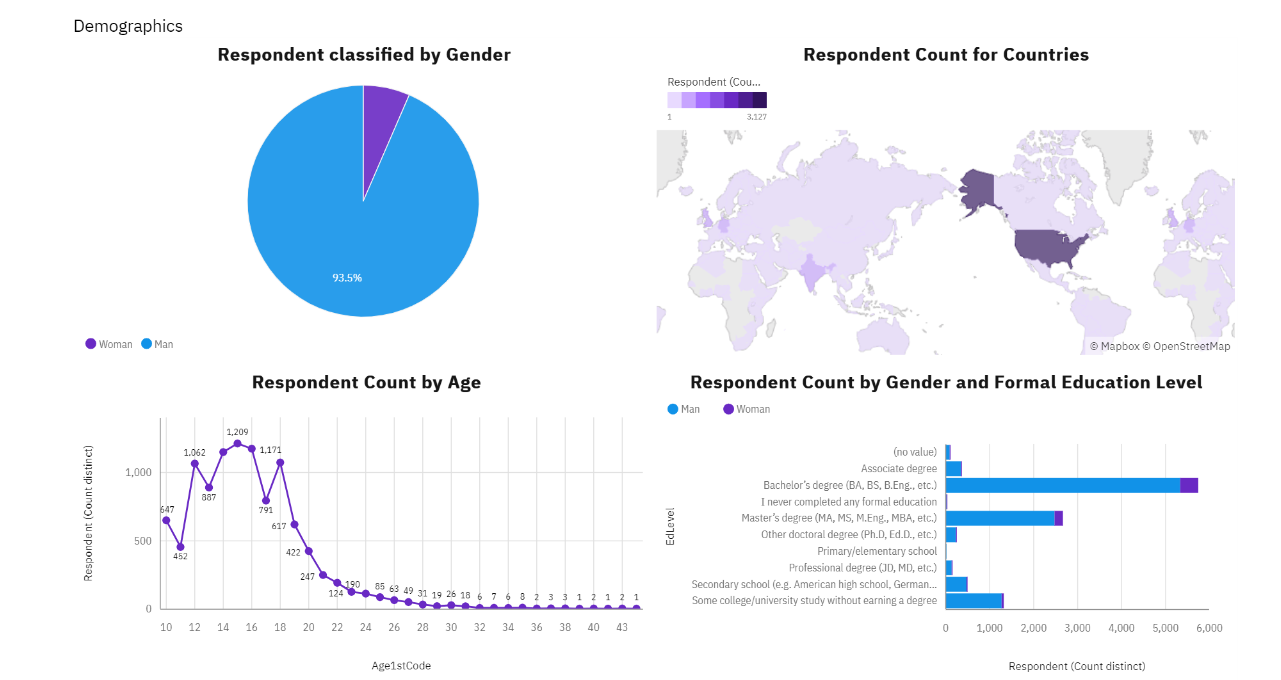 Demographics
Respondent classified by Gender
93.5%
Woman Man
Respondent Count for Countries
Respondent (Cou...
1 3,127
© Mapbox © OpenStreetMap
Respondent Count by Age
Respondent (Count distinct)
1,000
500
0
647
452
1,062
887
1,209
1,171
791
617
422
247
124
190
85
63
49
31
19
26
18
6
7
6
8
2
3
3
1
2
1
2
1
10 12 14 16 18 20 22 24 26 28 30 32 34 36 38 40 43
Age1stCode
Respondent Count by Gender and Formal Education Level
Man Woman
EdLevel
(no value)
Associate degree
Bachelor's degree (BA, BS, B.Eng., etc.)
I never completed any formal education
Master's degree (MA, MS, M.Eng., MBA, etc.)
Other doctoral degree (Ph.D, Ed.D., etc.)
Primary/elementary school
Professional degree (JD, MD, etc.)
Secondary school (e.g. American high school, German...
Some college/university study without earning a degree
0 1,000 2,000 3,000 4,000 5,000 6,000
Respondent (Count distinct)